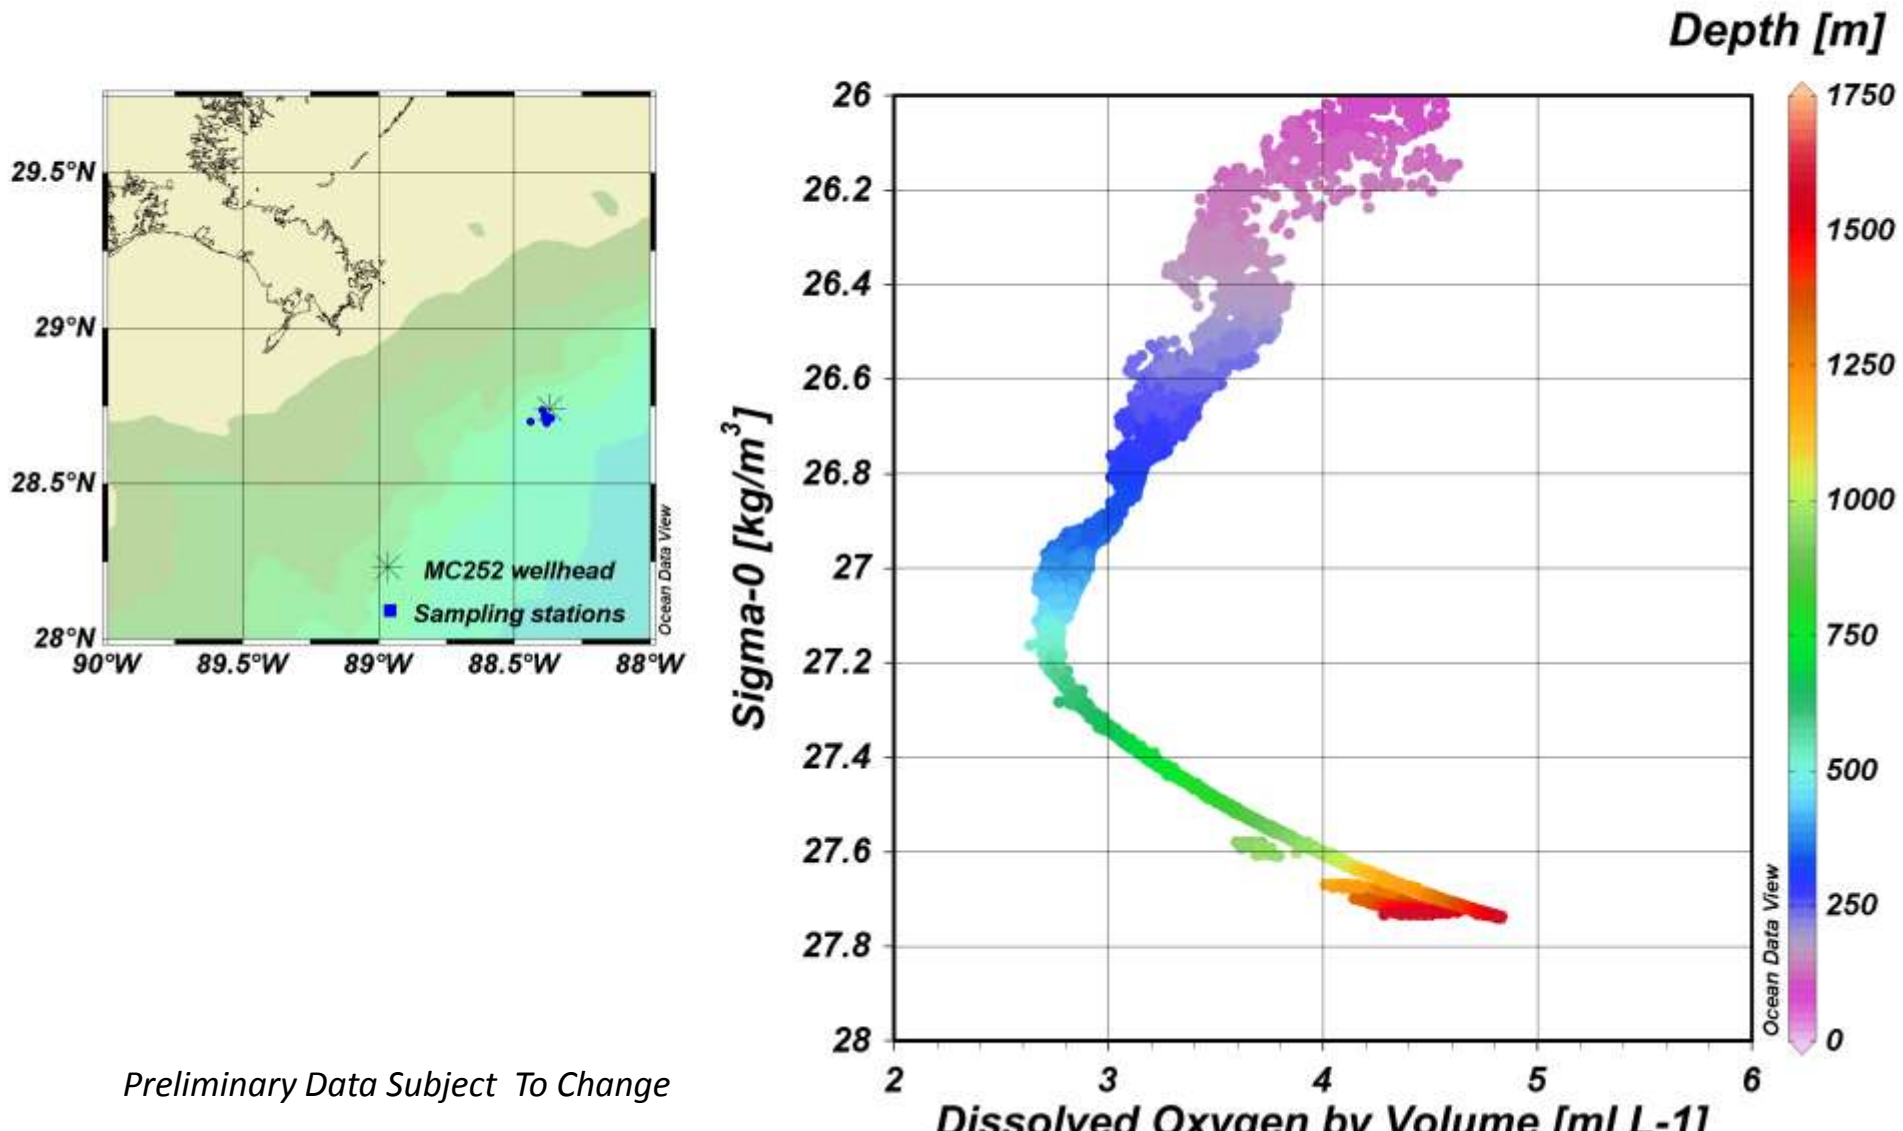 Depth [m]
29.5°N
29°N
28.5°N
28°N
90°W 89.5°W 89°W 88.5°W 88°W
MC252 wellhead
Sampling stations
Ocean Data View
Sigma-0 [kg/m³]
26
26.2
26.4
26.6
26.8
27
27.2
27.4
27.6
27.8
28
2 3 4 5 6
Dissolved Oxygen by Volume [ml L-1]
Ocean Data View
1750
1500
1250
1000
750
500
250
0
Preliminary Data Subject To Change